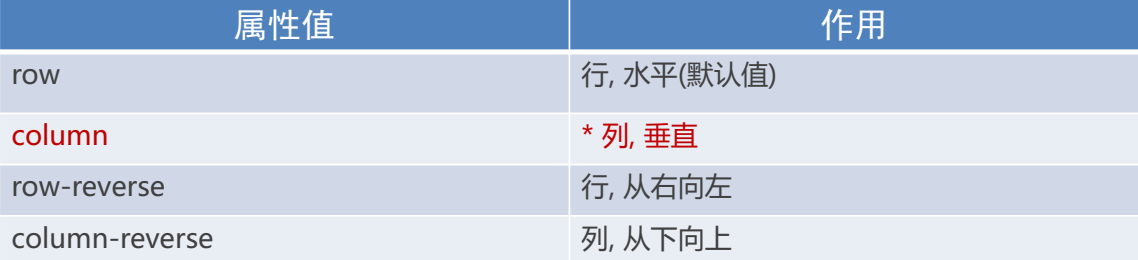 属性值 作用
row 行, 水平(默认值)
column * 列, 垂直
row-reverse 行, 从右向左
column-reverse 列, 从下向上